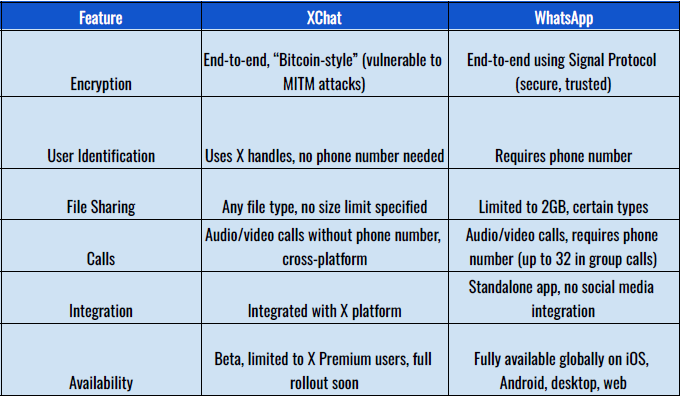 Feature XChat WhatsApp
End-to-end, “Bitcoin-style” (vulnerable to End-to-end using Signal Protocol
Encryption MITM attacks) (secure, trusted)
User Identification Uses X handles, no phone number needed Requires phone number
File Sharing Any file type, no size limit specified Limited to 2GB, certain types
Audio/video calls without phone number, Audio/video calls, requires phone
Calls cross-platform number (up to 32 in group calls)
Standalone app, no social media
Integration Integrated with X platform integration
Beta, limited to X Premium users, full Fully available globally on iOS,
Availability rollout soon Android, desktop, web